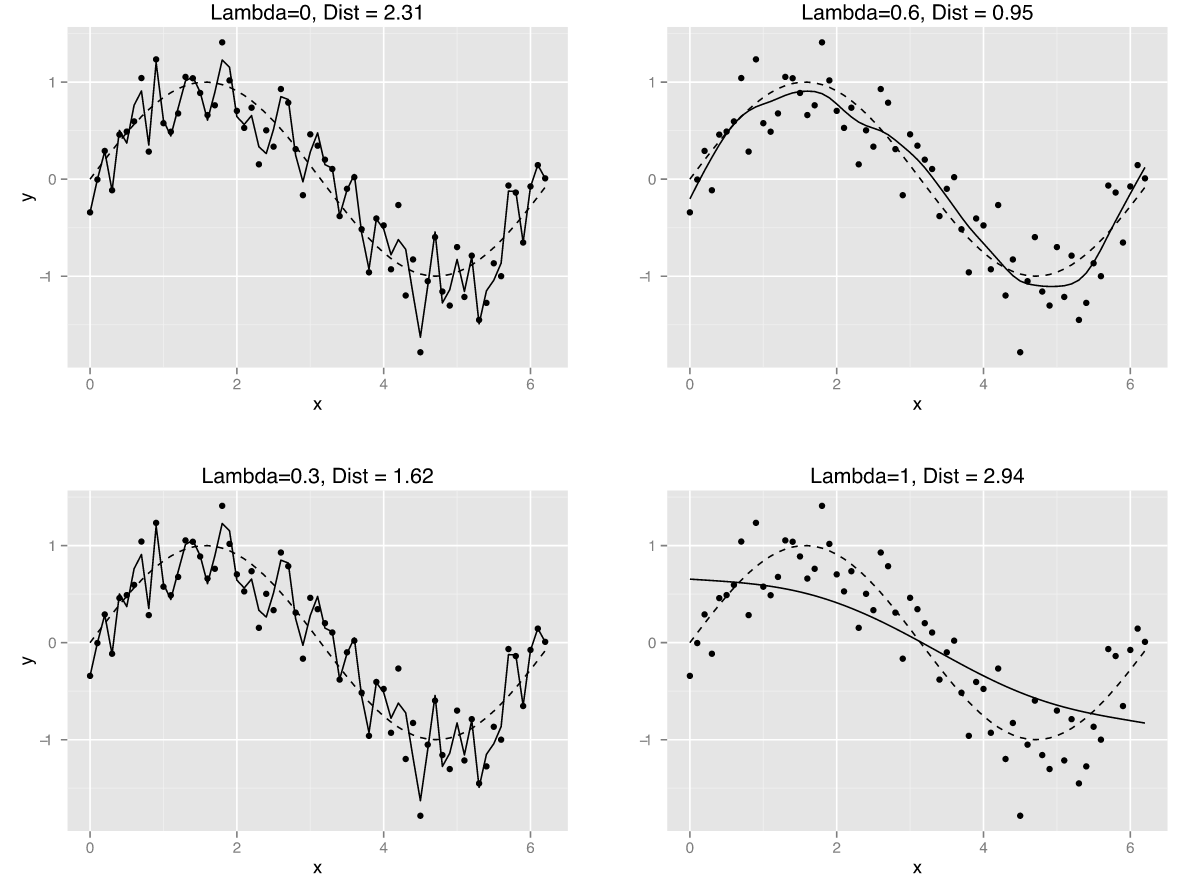 Lambda=0, Dist = 2.31
y
1
0
−1
0 2 4 6
x
Lambda=0.6, Dist = 0.95
1
0
−1
0 2 4 6
x
Lambda=0.3, Dist = 1.62
y
1
0
−1
0 2 4 6
x
Lambda=1, Dist = 2.94
1
0
−1
0 2 4 6
x